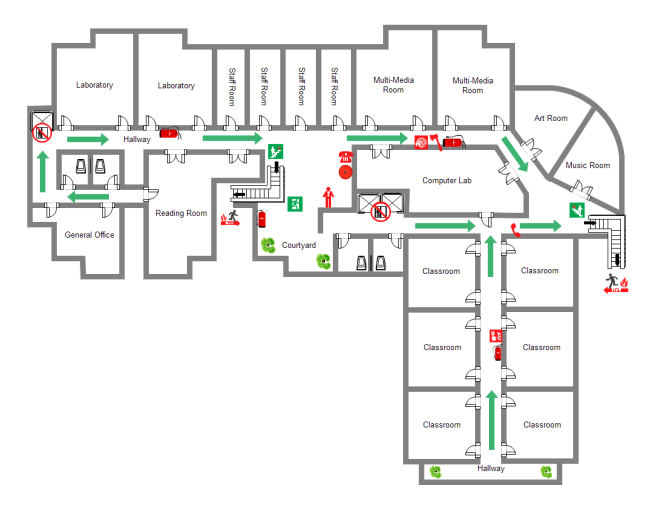 Laboratory
Laboratory
Staff Room
Staff Room
Staff Room
Staff Room
Multi-Media
Room
Multi-Media
Room
Art Room
Music Room
Hallway
Computer Lab
Reading Room
General Office
Courtyard
Classroom
Classroom
Classroom
Classroom
Classroom
Classroom
Hallway